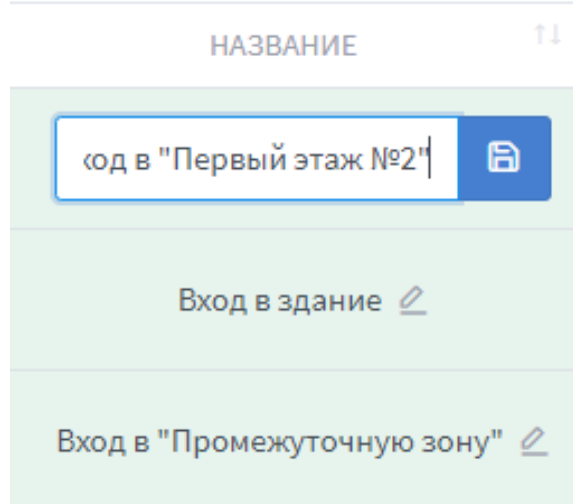 НАЗВАНИЕ
од в "Первый этаж №2"
Вход в здание
Вход в "Промежуточную зону"